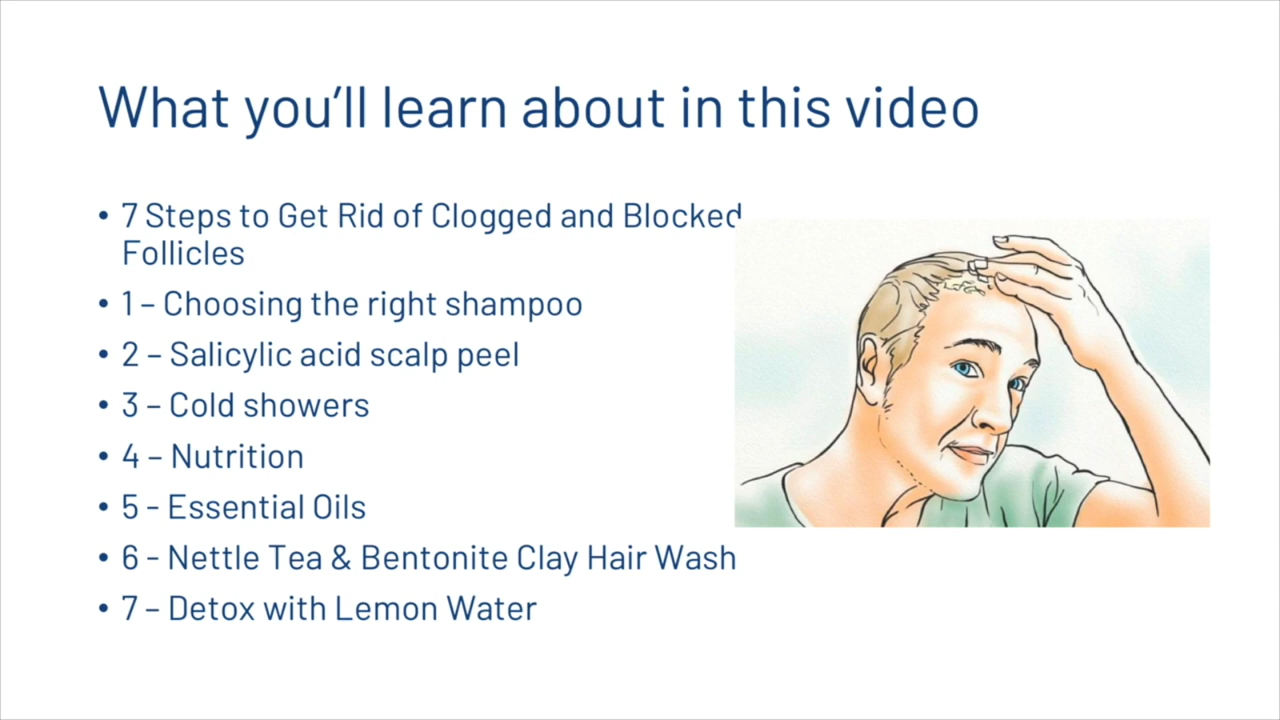 What you’ll learn about in this video
• 7 Steps to Get Rid of Clogged and Blocked
Follicles
• 1 – Choosing the right shampoo
• 2 – Salicylic acid scalp peel
• 3 – Cold showers
• 4 – Nutrition
• 5 - Essential Oils
• 6 - Nettle Tea & Bentonite Clay Hair Wash
• 7 – Detox with Lemon Water